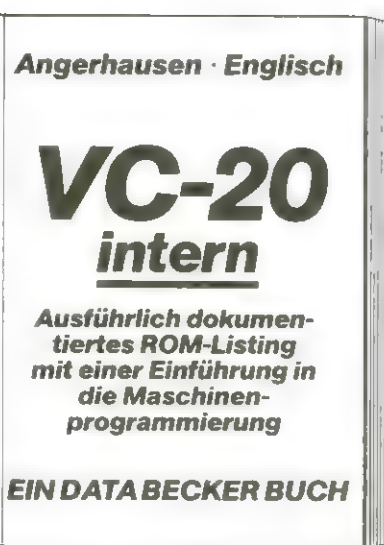 Angerhausen · Englisch
VC-20
intern
Ausführlich dokumen-
tiertes ROM-Listing
mit einer Einführung in
die Maschinen-
programmierung
EIN DATA BECKER BUCH